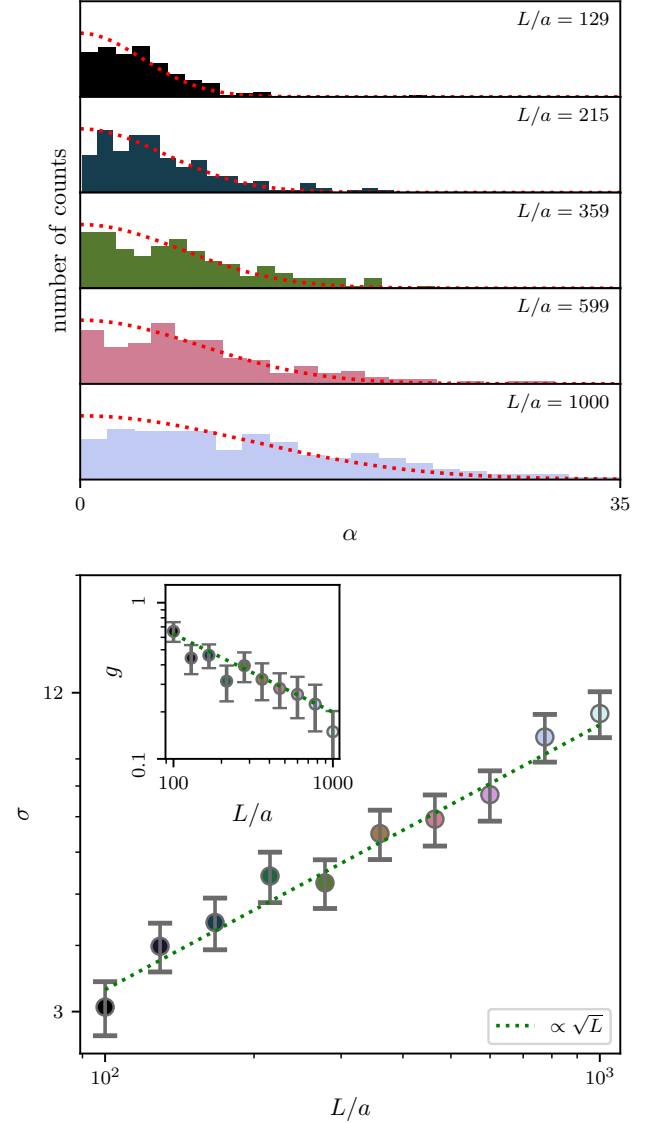 L/a = 129
L/a = 215
L/a = 359
L/a = 599
L/a = 1000
number of counts
0
35
α
1
g
0.1
100
1000
L/a
12
σ
3
∝ √L
10²
10³
L/a